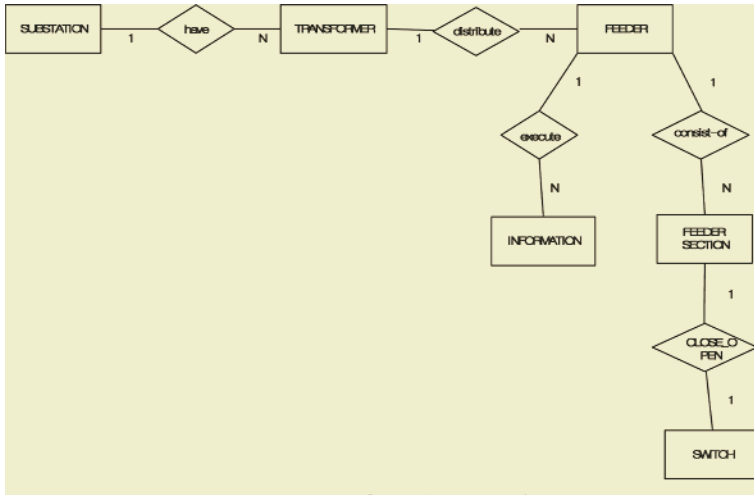 SUBSTATION
1
have
N
TRANSFORMER
1
distribute
N
FEEDER
1
1
execute
consist-of
N
N
INFORMATION
FEEDER
SECTION
1
CLOSE_O
PEN
1
SWITCH